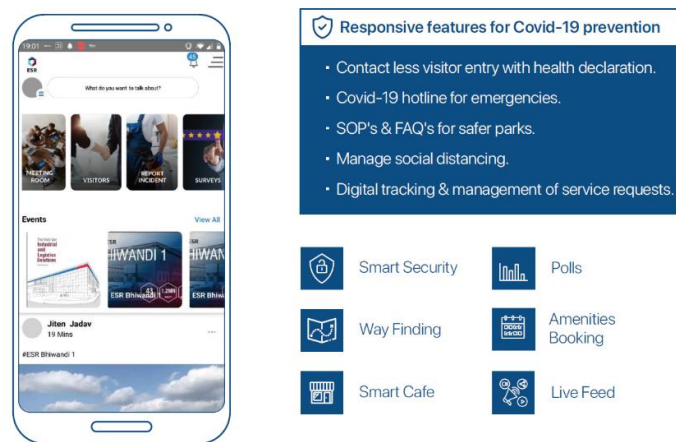 19:01
45
ESR
What do you want to talk about?
MEETING ROOM
VISITORS
REPORT INCIDENT
SURVEYS
Events
View All
Industrial
and
Logistics
Solutions
BHIWANDI 1
ESR Bhiwandi
43
ESR Bhiw
Jiten Jadav
19 Mins
...
#ESR Bhiwandi 1
Responsive features for Covid-19 prevention
· Contact less visitor entry with health declaration.
· Covid-19 hotline for emergencies.
· SOP's & FAQ's for safer parks.
· Manage social distancing.
· Digital tracking & management of service requests.
Smart Security
Polls
Way Finding
Amenities
Booking
Smart Cafe
Live Feed